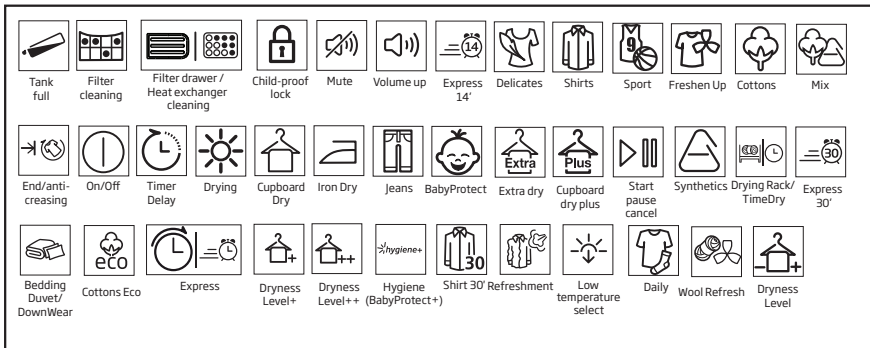 14
9
Tank full
Filter cleaning
Filter drawer / Heat exchanger cleaning
Child-proof lock
Mute
Volume up
Express 14'
Delicates
Shirts
Sport
Freshen Up
Cottons
Mix
Extra
Plus
30
End/anti-creasing
On/Off
Timer Delay
Drying
Cupboard Dry
Iron Dry
Jeans
BabyProtect
Extra dry
Cupboard dry plus
Start pause cancel
Synthetics
Drying Rack/ TimeDry
Express 30'
eco
+
++
hygiene+
30
- +
Bedding Duvet/ DownWear
Cottons Eco
Express
Dryness Level+
Dryness Level++
Hygiene (BabyProtect+)
Shirt 30'
Refreshment
Low temperature select
Daily
Wool Refresh
Dryness Level